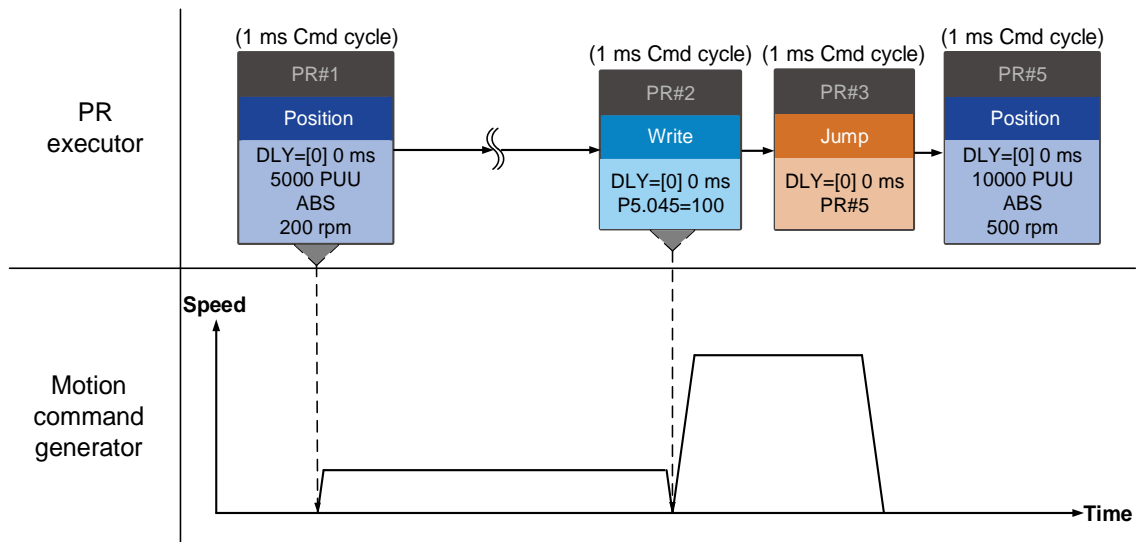 PR
executor
(1 ms Cmd cycle)
PR#1
Position
DLY=[0] 0 ms
5000 PUU
ABS
200 rpm
(1 ms Cmd cycle)
PR#2
Write
DLY=[0] 0 ms
P5.045=100
(1 ms Cmd cycle)
PR#3
Jump
DLY=[0] 0 ms
PR#5
(1 ms Cmd cycle)
PR#5
Position
DLY=[0] 0 ms
10000 PUU
ABS
500 rpm
Motion
command
generator
Speed
Time